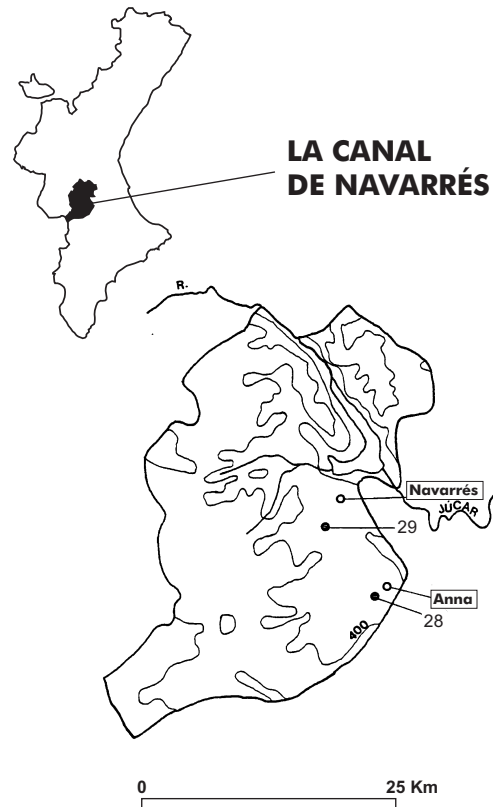 LA CANAL
DE NAVARRÉS
R.
Navarrés
JÚCAR
29
Anna
28
400
0 25 Km